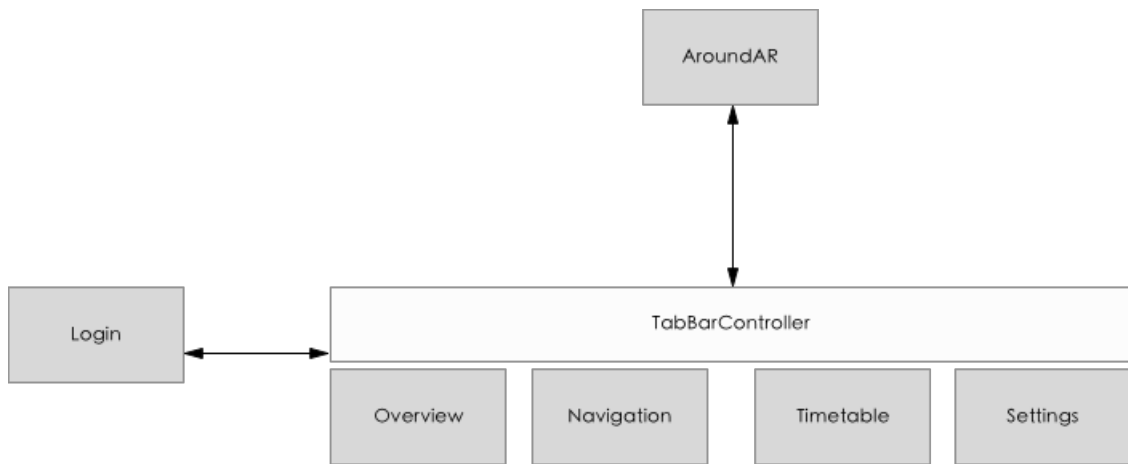 AroundAR
TabBarController
Login
Overview
Navigation
Timetable
Settings